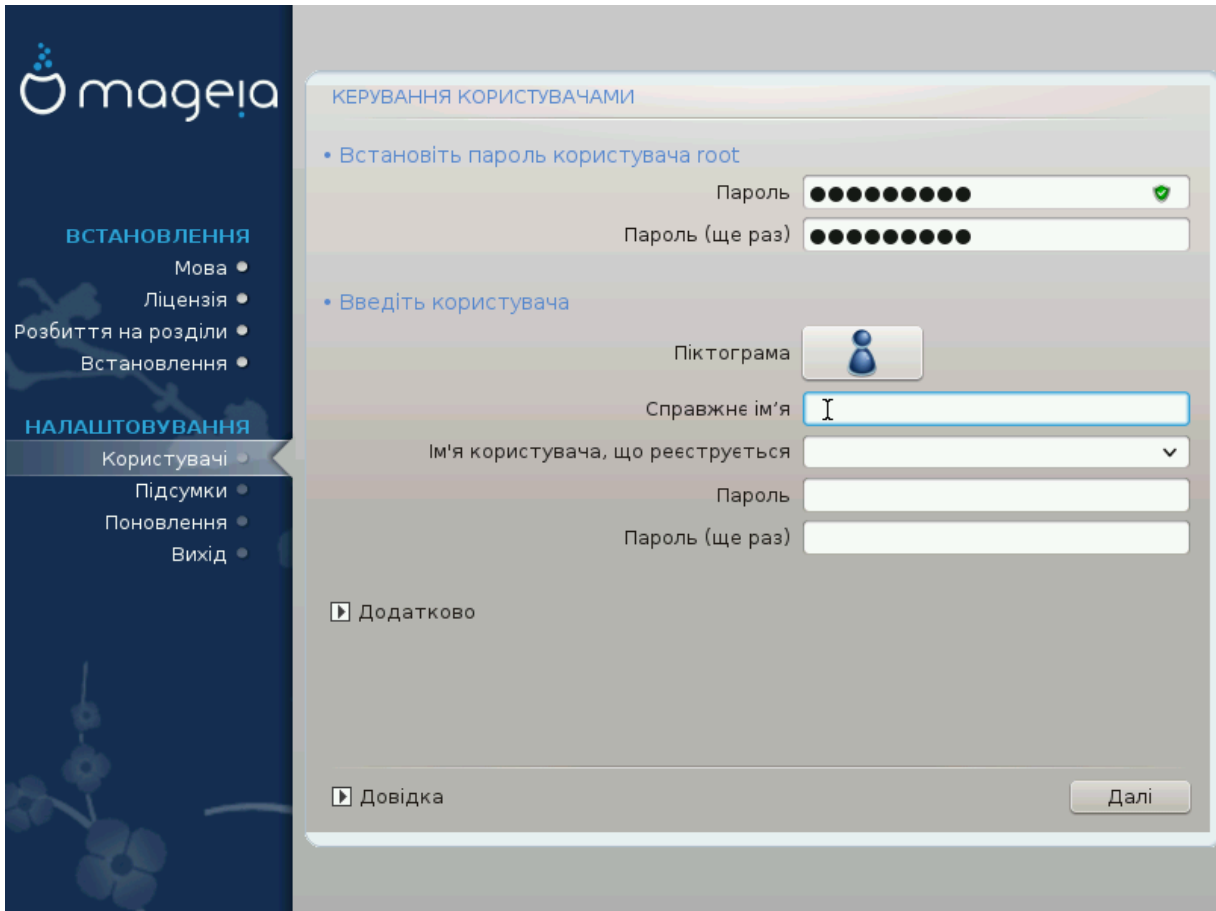 mageia
ВСТАНОВЛЕННЯ
Мова
Ліцензія
Розбиття на розділи
Встановлення
НАЛАШТОВУВАННЯ
Користувачі
Підсумки
Поновлення
Вихід
КЕРУВАННЯ КОРИСТУВАЧАМИ
• Встановіть пароль користувача root
Пароль
Пароль (ще раз)
• Введіть користувача
Піктограма
Справжнє ім’я
Ім'я користувача, що реєструється
Пароль
Пароль (ще раз)
Додатково
Довідка
Далі